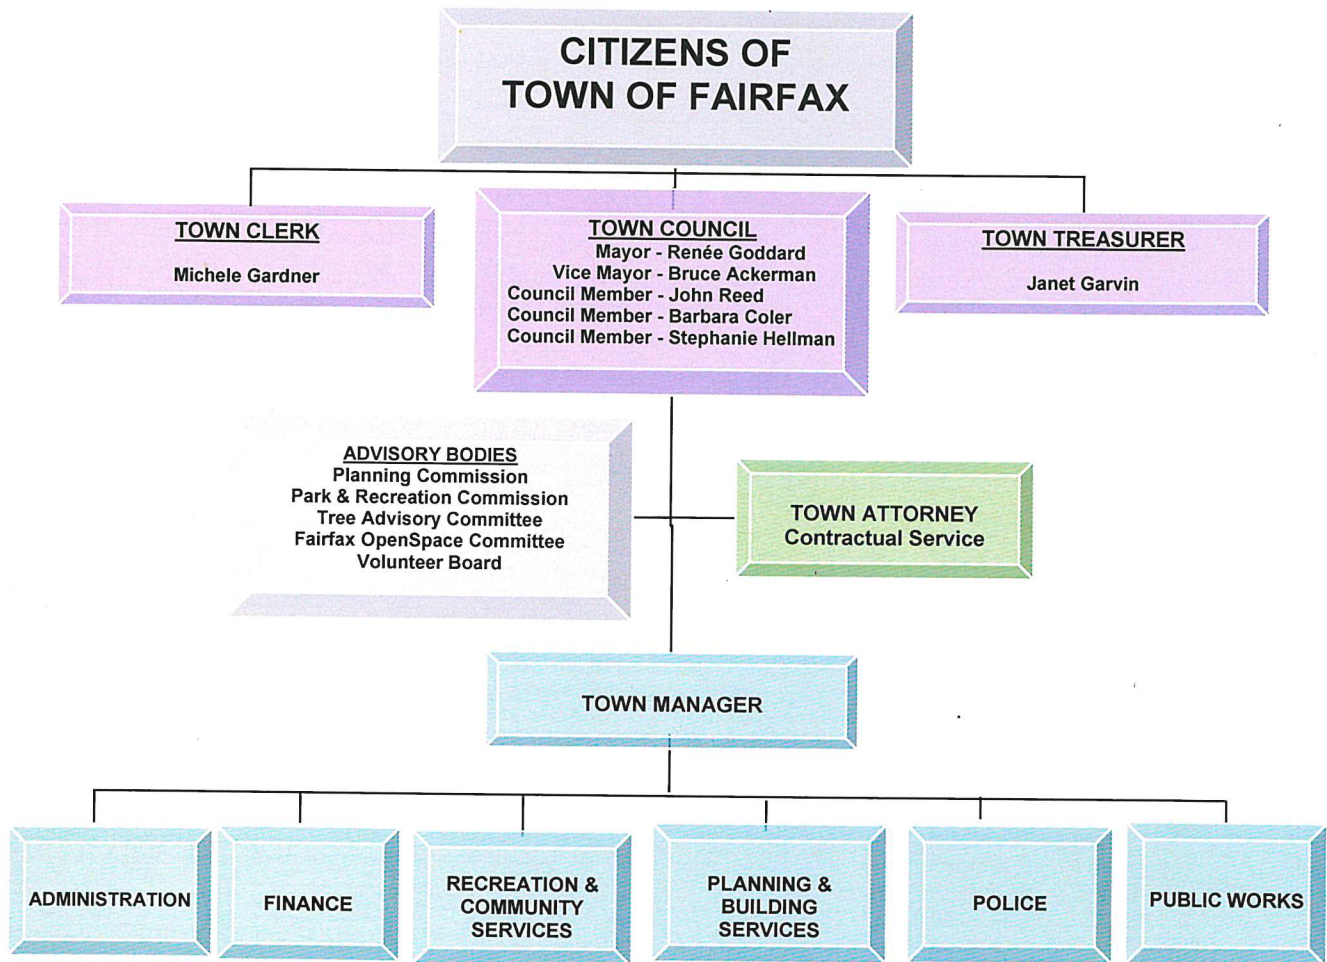 CITIZENS OF
TOWN OF FAIRFAX
TOWN CLERK
Michele Gardner
TOWN COUNCIL
Mayor - Renée Goddard
Vice Mayor - Bruce Ackerman
Council Member - John Reed
Council Member - Barbara Coler
Council Member - Stephanie Hellman
TOWN TREASURER
Janet Garvin
ADVISORY BODIES
Planning Commission
Park & Recreation Commission
Tree Advisory Committee
Fairfax OpenSpace Committee
Volunteer Board
TOWN ATTORNEY
Contractual Service
TOWN MANAGER
ADMINISTRATION
FINANCE
RECREATION &
COMMUNITY
SERVICES
PLANNING &
BUILDING
SERVICES
POLICE
PUBLIC WORKS